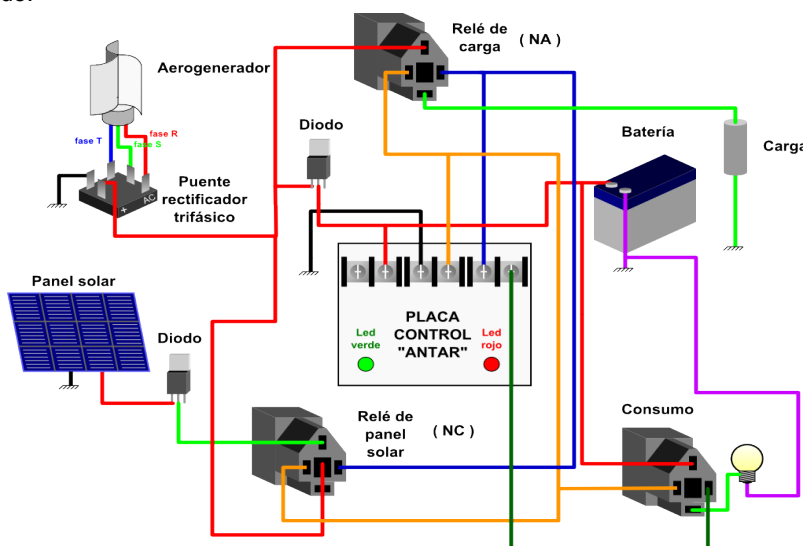 Relé de
carga
( NA )
Aerogenerador
fase R
fase T
fase S
Diodo
Batería
Carga
Puente
rectificador
trifásico
+
AC
Panel solar
PLACA
CONTROL
"ANTAR"
Led
verde
Led
rojo
Diodo
Relé de
panel
solar
( NC )
Consumo